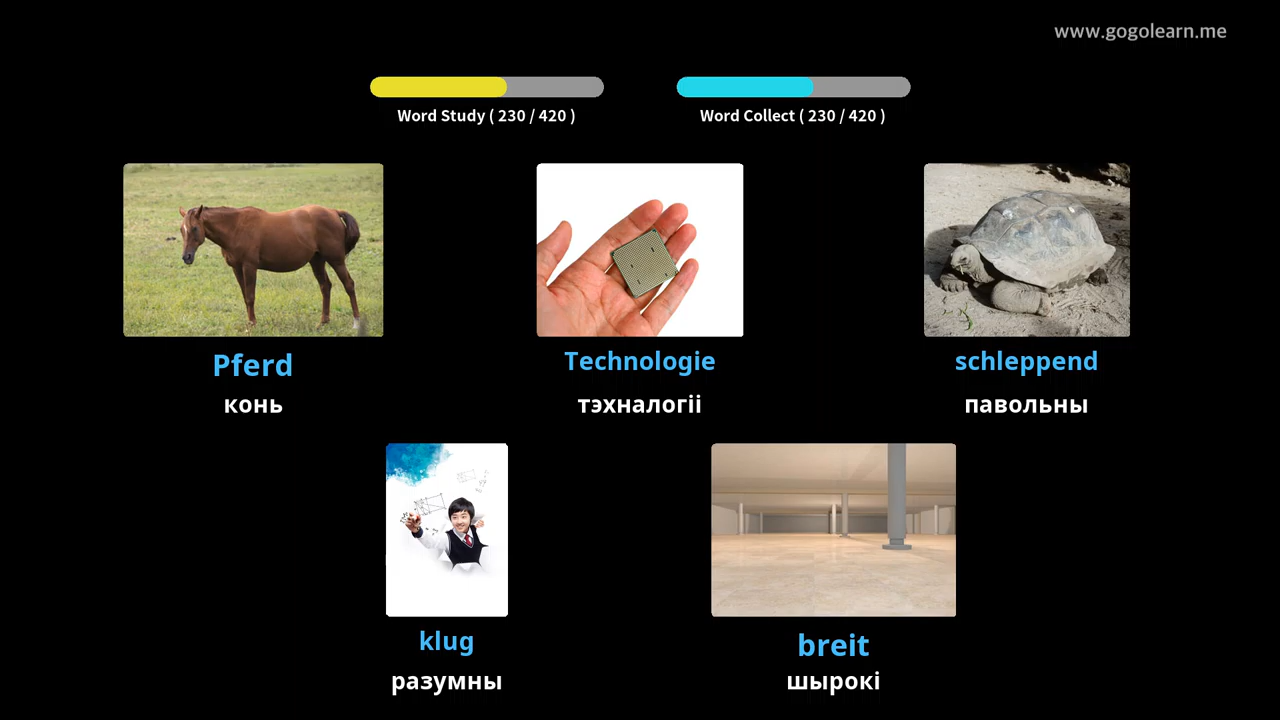 www.gogolearn.me
Word Study ( 230 / 420 )
Word Collect ( 230 / 420 )
Pferd
Technologie
schleppend
конь
тэхналогіі
павольны
klug
breit
разумны
шырокі